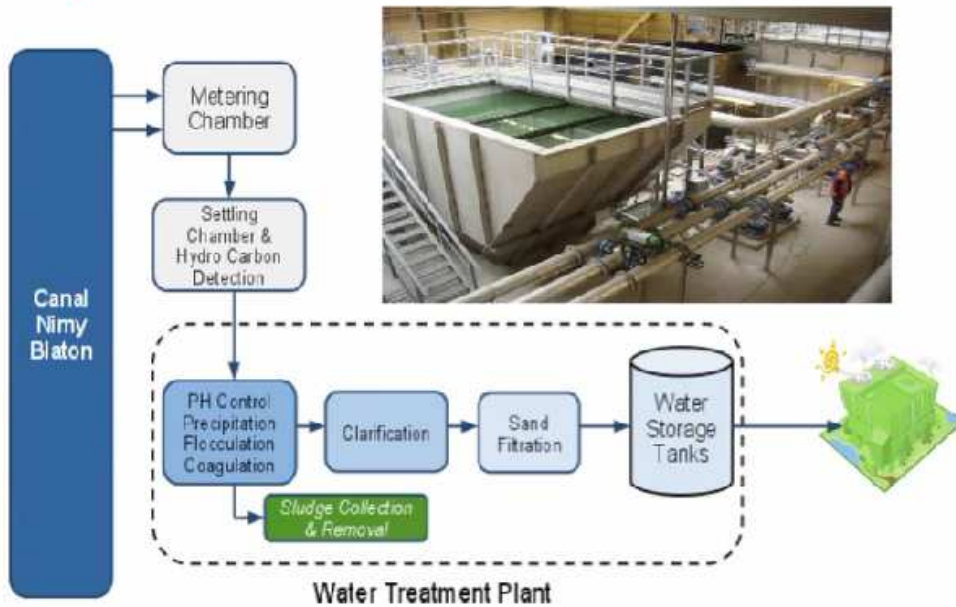 Canal
Nimy
Blaton
Metering
Chamber
Settling
Chamber &
Hydro Carbon
Detection
PH Control
Precipitation
Flocculation
Coagulation
Clarification
Sand
Filtration
Water
Storage
Tanks
Sludge Collection
& Removal
Water Treatment Plant